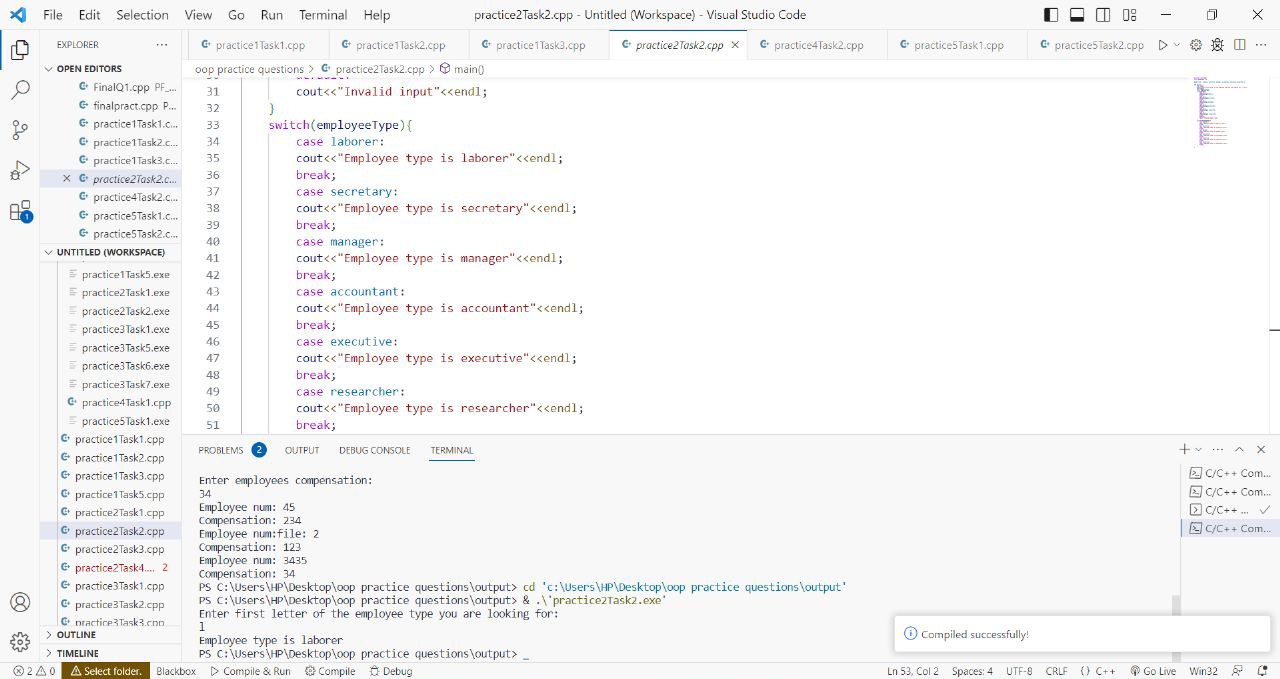 File Edit Selection View Go Run Terminal Help practice2Task2.cpp - Untitled (Workspace) - Visual Studio Code
EXPLORER ...
practice1Task1.cpp practice1Task2.cpp practice1Task3.cpp practice2Task2.cpp practice4Task2.cpp practice5Task1.cpp practice5Task2.cpp
OPEN EDITORS
FinalQ1.cpp PF_...
finalpract.cpp P...
practice1Task1.c...
practice1Task2.c...
practice1Task3.c...
practice2Task2.c...
practice4Task2.c...
practice5Task1.c...
practice5Task2.c...
UNTITLED (WORKSPACE)
practice1Task5.exe
practice2Task1.exe
practice2Task2.exe
practice3Task1.exe
practice3Task5.exe
practice3Task6.exe
practice3Task7.exe
practice4Task1.cpp
practice5Task1.exe
practice1Task1.cpp
practice1Task2.cpp
practice1Task3.cpp
practice1Task5.cpp
practice2Task1.cpp
practice2Task2.cpp
practice2Task3.cpp
practice2Task4.... 2
practice3Task1.cpp
practice3Task2.cpp
practice3Task3.cpp
OUTLINE
TIMELINE
1
oop practice questions > practice2Task2.cpp > main()
30 default:
31 cout<<"Invalid input"<<endl;
32 }
33 switch(employeeType){
34 case laborer:
35 cout<<"Employee type is laborer"<<endl;
36 break;
37 case secretary:
38 cout<<"Employee type is secretary"<<endl;
39 break;
40 case manager:
41 cout<<"Employee type is manager"<<endl;
42 break;
43 case accountant:
44 cout<<"Employee type is accountant"<<endl;
45 break;
46 case executive:
47 cout<<"Employee type is executive"<<endl;
48 break;
49 case researcher:
50 cout<<"Employee type is researcher"<<endl;
51 break;
PROBLEMS 2 OUTPUT DEBUG CONSOLE TERMINAL
Enter employees compensation:
34
Employee num: 45
Compensation: 234
Employee num:file: 2
Compensation: 123
Employee num: 3435
Compensation: 34
PS C:\Users\HP\Desktop\oop practice questions\output> cd 'c:\Users\HP\Desktop\oop practice questions\output'
PS C:\Users\HP\Desktop\oop practice questions\output> & .\'practice2Task2.exe'
Enter first letter of the employee type you are looking for:
l
Employee type is laborer
PS C:\Users\HP\Desktop\oop practice questions\output> _
C/C++ Com...
C/C++ Com...
C/C++ ...
C/C++ Com...
Compiled successfully!
2 0 Select folder. Blackbox Compile & Run Compile Debug Ln 53, Col 2 Spaces: 4 UTF-8 CRLF {} C++ Go Live Win32